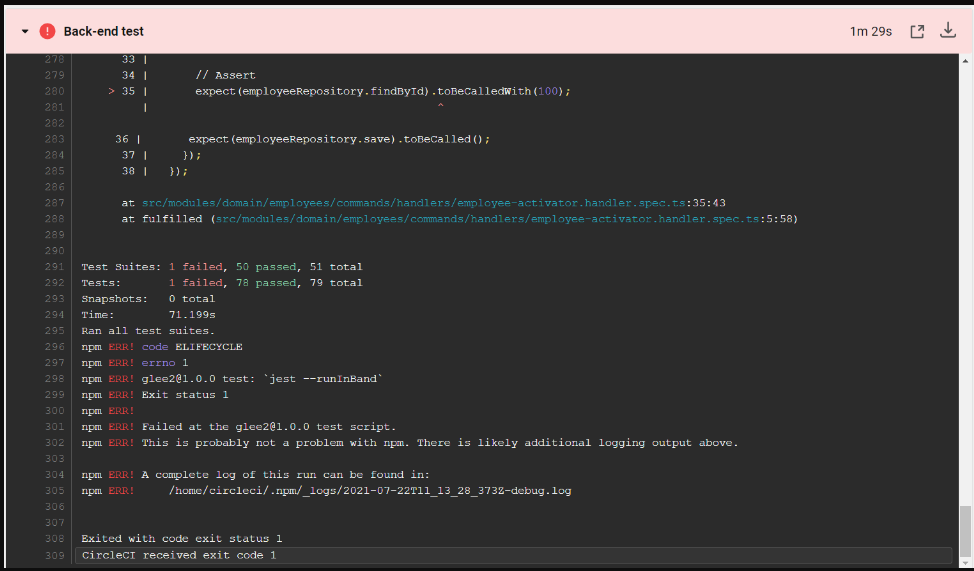 ! Back-end test 1m 29s
278 33 |
279 34 | // Assert
280 > 35 | expect(employeeRepository.findById).toBeCalledWith(100);
281 | ^
282
283 36 | expect(employeeRepository.save).toBeCalled();
284 37 | });
285 38 | });
286
287 at src/modules/domain/employees/commands/handlers/employee-activator.handler.spec.ts:35:43
288 at fulfilled (src/modules/domain/employees/commands/handlers/employee-activator.handler.spec.ts:5:58)
289
290
291 Test Suites: 1 failed, 50 passed, 51 total
292 Tests: 1 failed, 78 passed, 79 total
293 Snapshots: 0 total
294 Time: 71.199s
295 Ran all test suites.
296 npm ERR! code ELIFECYCLE
297 npm ERR! errno 1
298 npm ERR! glee2@1.0.0 test: `jest --runInBand`
299 npm ERR! Exit status 1
300 npm ERR!
301 npm ERR! Failed at the glee2@1.0.0 test script.
302 npm ERR! This is probably not a problem with npm. There is likely additional logging output above.
303
304 npm ERR! A complete log of this run can be found in:
305 npm ERR! /home/circleci/.npm/_logs/2021-07-22T11_13_28_373Z-debug.log
306
307
308 Exited with code exit status 1
309 CircleCI received exit code 1